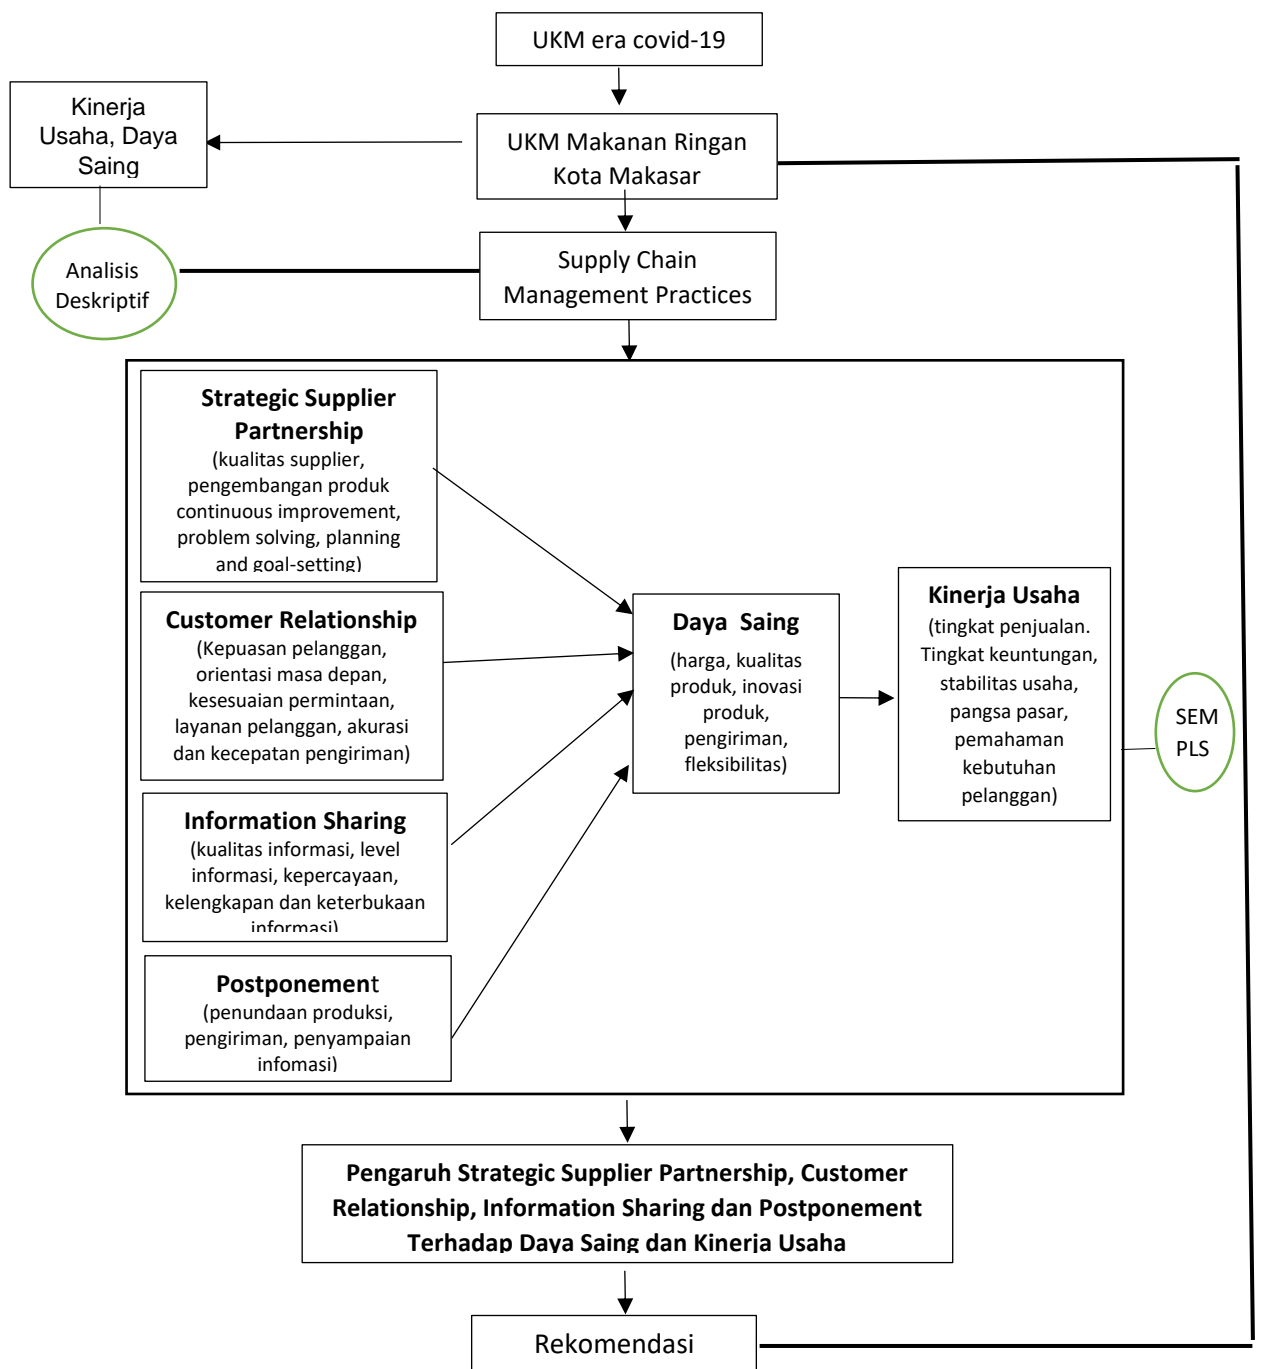 UKM era covid-19
Kinerja
Usaha, Daya
Saing
UKM Makanan Ringan
Kota Makasar
Analisis
Deskriptif
Supply Chain
Management Practices
Strategic Supplier
Partnership
(kualitas supplier,
pengembangan produk
continuous improvement,
problem solving, planning
and goal-setting)
Customer Relationship
(Kepuasan pelanggan,
orientasi masa depan,
kesesuaian permintaan,
layanan pelanggan, akurasi
dan kecepatan pengiriman)
Information Sharing
(kualitas informasi, level
informasi, kepercayaan,
kelengkapan dan keterbukaan
informasi)
Postponement
(penundaan produksi,
pengiriman, penyampaian
infomasi)
Daya Saing
(harga, kualitas
produk, inovasi
produk,
pengiriman,
fleksibilitas)
Kinerja Usaha
(tingkat penjualan.
Tingkat keuntungan,
stabilitas usaha,
pangsa pasar,
pemahaman
kebutuhan
pelanggan)
SEM
PLS
Pengaruh Strategic Supplier Partnership, Customer
Relationship, Information Sharing dan Postponement
Terhadap Daya Saing dan Kinerja Usaha
Rekomendasi